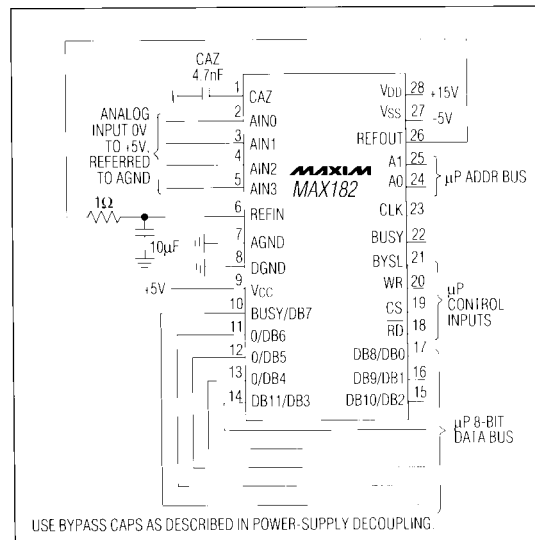 CAZ
4.7nF
ANALOG
INPUT 0V
TO +5V,
REFERRED
TO AGND
1Ω
10µF
+5V
1 CAZ
2 AIN0
3 AIN1
4 AIN2
5 AIN3
6 REFIN
7 AGND
8 DGND
9 VCC
10 BUSY/DB7
11 0/DB6
12 0/DB5
13 0/DB4
14 DB11/DB3
MAXIM
MAX182
VDD 28 +15V
VSS 27 -5V
REFOUT 26
A1 25
A0 24
µP ADDR BUS
CLK 23
BUSY 22
BYSL 21
WR 20
CS 19
RD 18
µP
CONTROL
INPUTS
DB8/DB0 17
DB9/DB1 16
DB10/DB2 15
µP 8-BIT
DATA BUS
USE BYPASS CAPS AS DESCRIBED IN POWER-SUPPLY DECOUPLING.